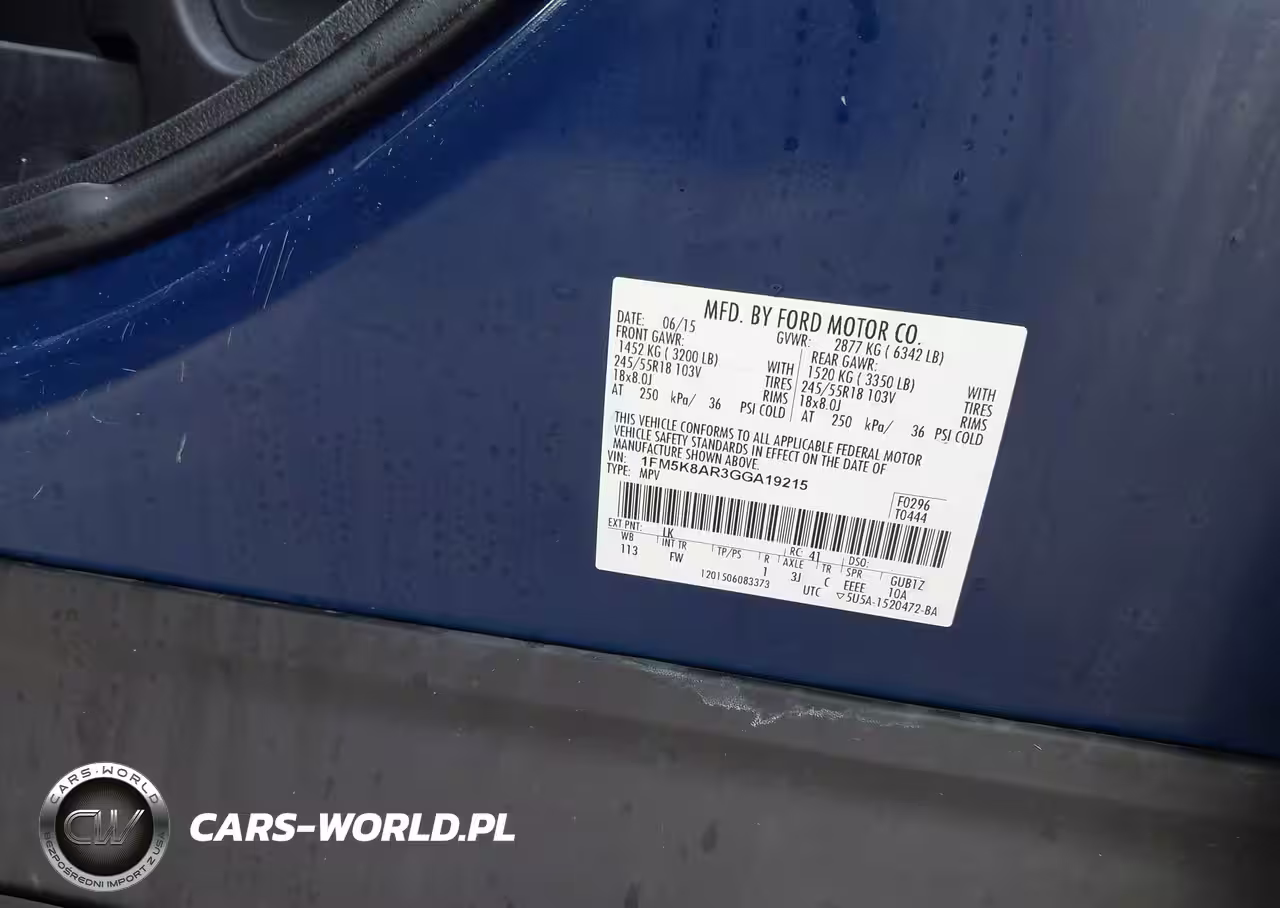 MFD. BY FORD MOTOR CO.
DATE: 06/15 GVWR: 2877 KG ( 6342 LB)
FRONT GAWR: REAR GAWR:
1452 KG ( 3200 LB) WITH 1520 KG ( 3350 LB) WITH
245/55R18 103V TIRES 245/55R18 103V TIRES
18x8.0J RIMS 18x8.0J RIMS
AT 250 kPa/ 36 PSI COLD AT 250 kPa/ 36 PSI COLD
THIS VEHICLE CONFORMS TO ALL APPLICABLE FEDERAL MOTOR
VEHICLE SAFETY STANDARDS IN EFFECT ON THE DATE OF
MANUFACTURE SHOWN ABOVE.
VIN: 1FM5K8AR3GGA19215
TYPE: MPV
F0296
T0444
EXT PNT: LK RC: 41 DSO:
WB INT TR TP/PS R AXLE TR SPR GUB1Z
113 FW 1 3J C EEEE 10A
1201506083373 UTC ▽5U5A-1520472-BA
CARS-WORLD
CW
BEZPOŚREDNI IMPORT Z USA
CARS-WORLD.PL